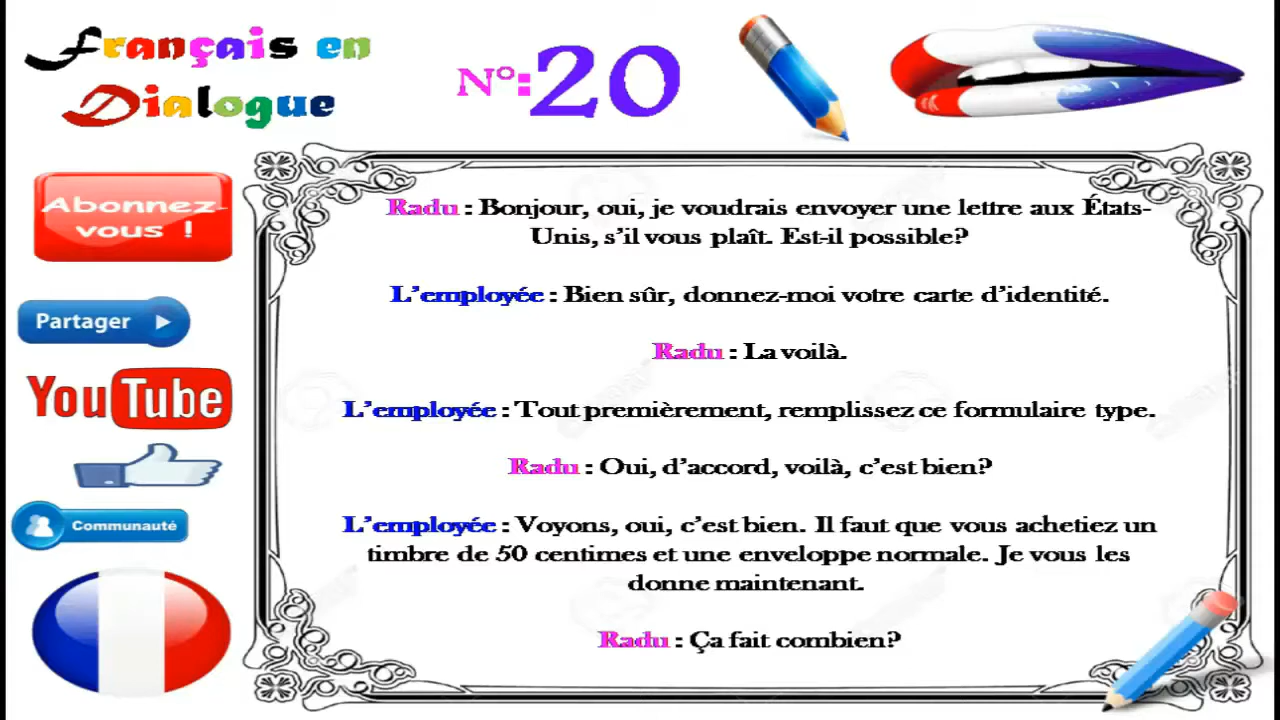 Français en
Dialogue
N°:20
Abonnez-
vous !
Partager
YouTube
Communauté
Radu : Bonjour, oui, je voudrais envoyer une lettre aux États-
Unis, s’il vous plaît. Est-il possible?
L’employée : Bien sûr, donnez-moi votre carte d’identité.
Radu : La voilà.
L’employée : Tout premièrement, remplissez ce formulaire type.
Radu : Oui, d’accord, voilà, c’est bien?
L’employée : Voyons, oui, c’est bien. Il faut que vous achetiez un
timbre de 50 centimes et une enveloppe normale. Je vous les
donne maintenant.
Radu : Ça fait combien?